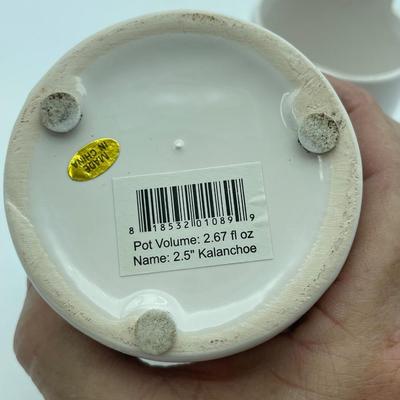 MADE
IN CHINA
8 18532 01089 9
Pot Volume: 2.67 fl oz
Name: 2.5" Kalanchoe